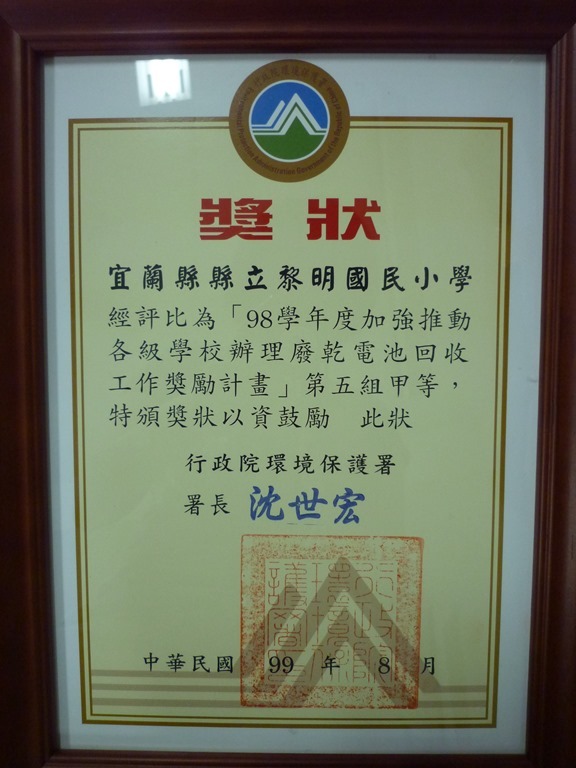 獎狀
宜蘭縣縣立黎明國民小學
經評比為「98學年度加強推動
各級學校辦理廢乾電池回收
工作獎勵計畫」第五組甲等，
特頒獎狀以資鼓勵 此狀
行政院環境保護署
署長 沈世宏
中華民國 99 年 8 月